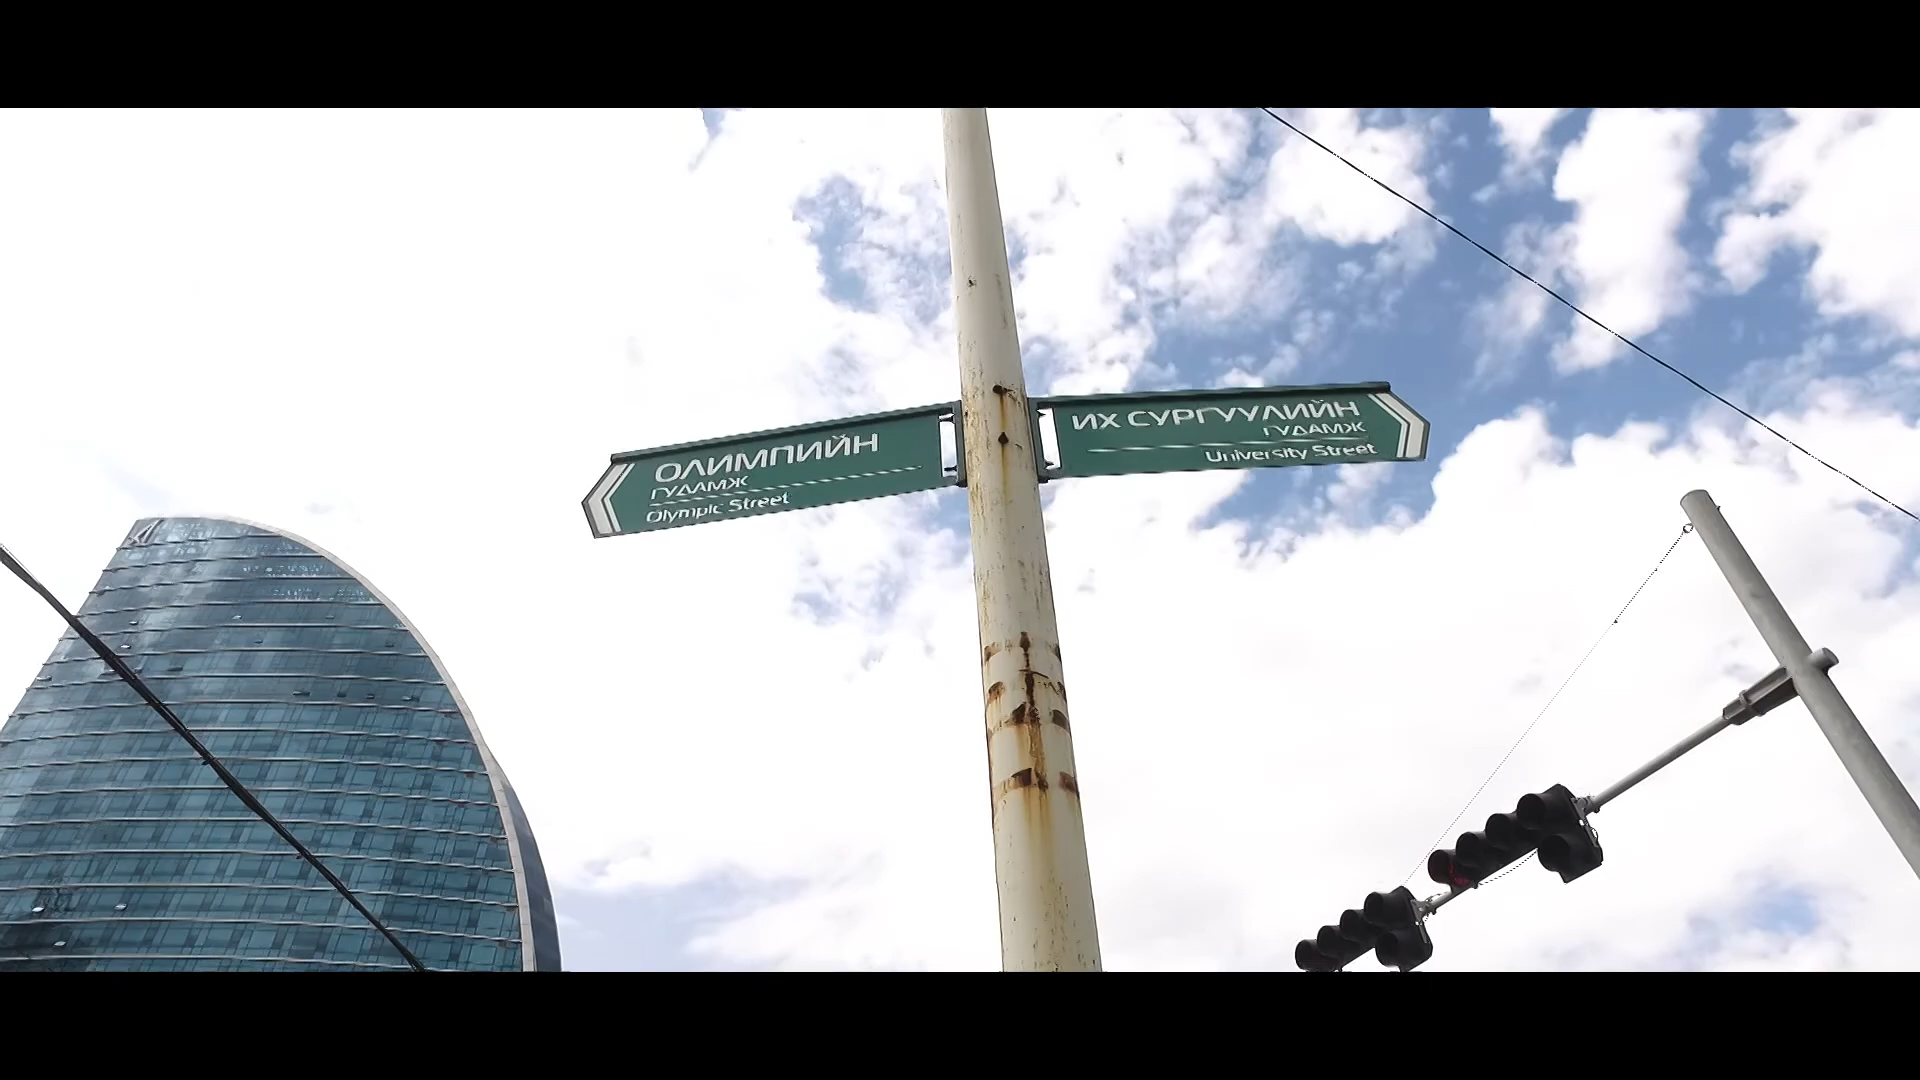 ОЛИМПИЙН
ГУДАМЖ
Olympic Street
ИХ СУРГУУЛИЙН
ГУДАМЖ
University Street